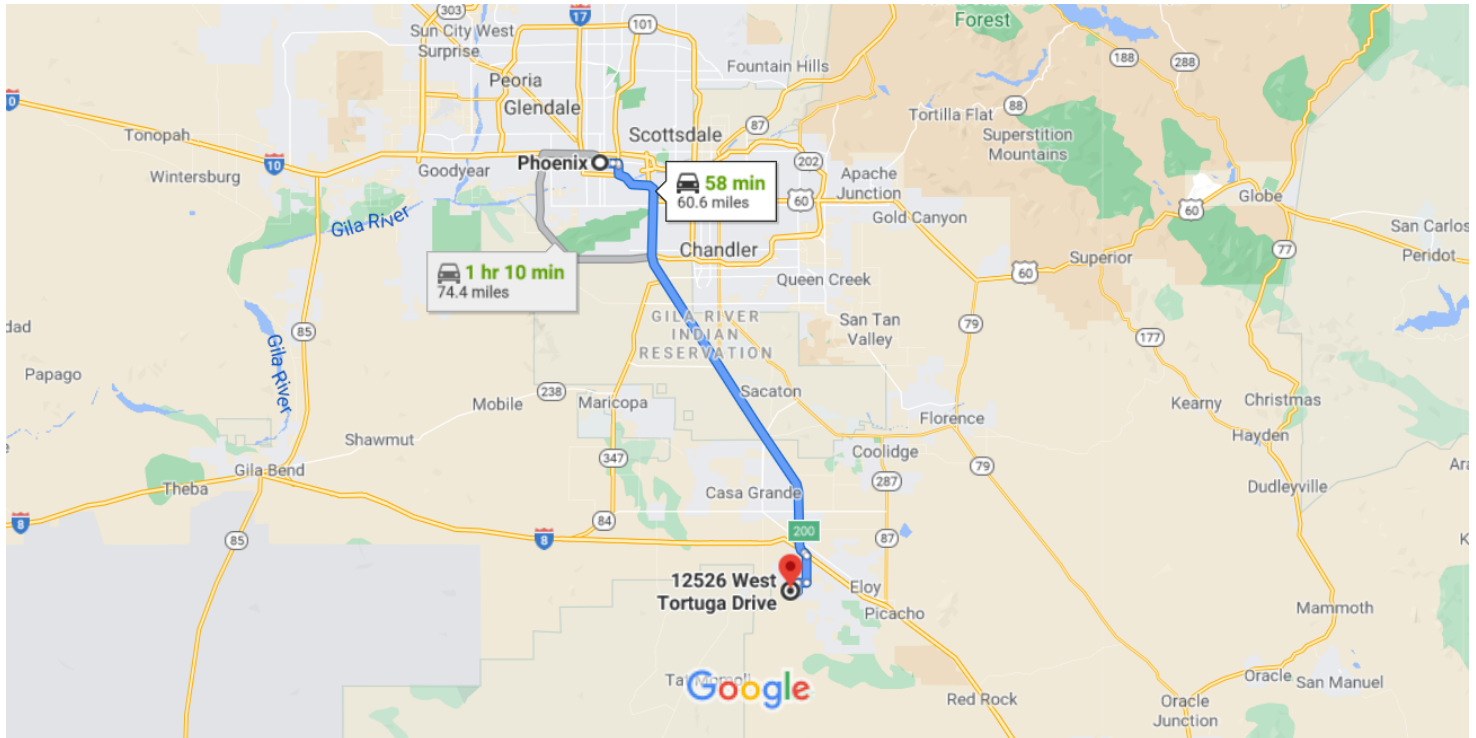 303
17
101
Forest
Sun City West
Surprise
Fountain Hills
188
288
Peoria
Glendale
88
Tortilla Flat
87
Superstition
Mountains
Scottsdale
Tonopah
10
Phoenix
Goodyear
202
Wintersburg
58 min
60.6 miles
Apache
Junction
60
Globe
60
Gold Canyon
Gila River
San Carlos
Chandler
77
Peridot
Superior
1 hr 10 min
74.4 miles
60
Queen Creek
GILA RIVER
INDIAN
RESERVATION
San Tan
Valley
79
85
177
Gila River
Papago
238
Mobile
Maricopa
Sacaton
Kearny
Christmas
Florence
Shawmut
Hayden
Coolidge
347
79
Gila Bend
Theba
287
Dudleyville
Casa Grande
84
8
200
85
8
87
12526 West
Tortuga Drive
Eloy
Picacho
Mammoth
Google
Oracle
San Manuel
Red Rock
Oracle
Junction